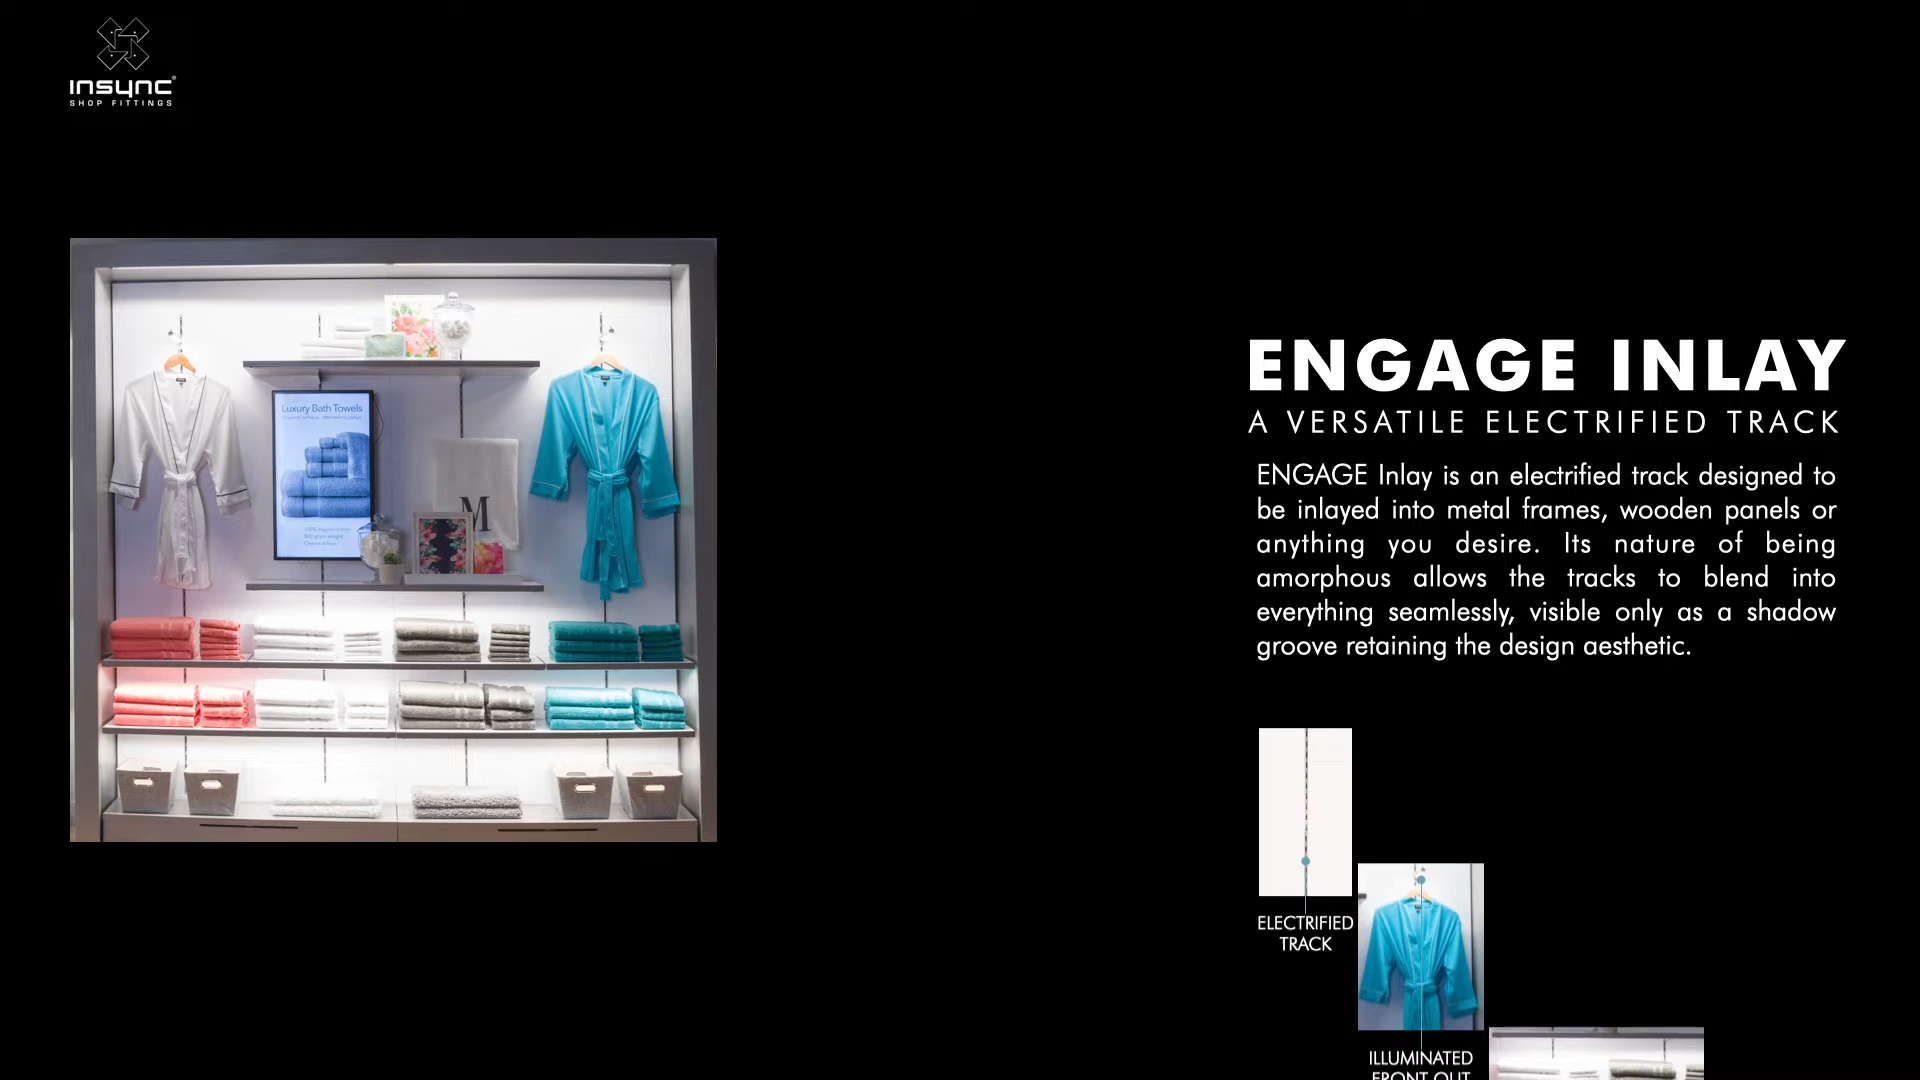 insync®
SHOP FITTINGS
Luxury Bath Towels
M
ENGAGE INLAY
A VERSATILE ELECTRIFIED TRACK
ENGAGE Inlay is an electrified track designed to
be inlayed into metal frames, wooden panels or
anything you desire. Its nature of being
amorphous allows the tracks to blend into
everything seamlessly, visible only as a shadow
groove retaining the design aesthetic.
ELECTRIFIED
TRACK
ILLUMINATED
FRONT OUT